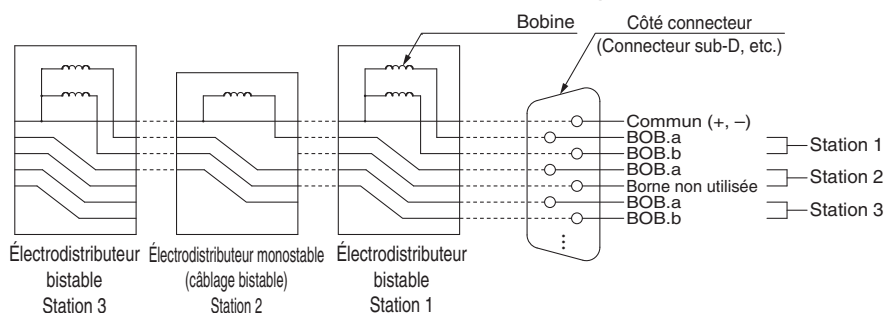 Bobine
Côté connecteur
(Connecteur sub-D, etc.)
Commun (+, –)
BOB.a
BOB.b
Station 1
BOB.a
Borne non utilisée
Station 2
BOB.a
BOB.b
Station 3
Électrodistributeur
bistable
Station 3
Électrodistributeur monostable
(câblage bistable)
Station 2
Électrodistributeur
bistable
Station 1